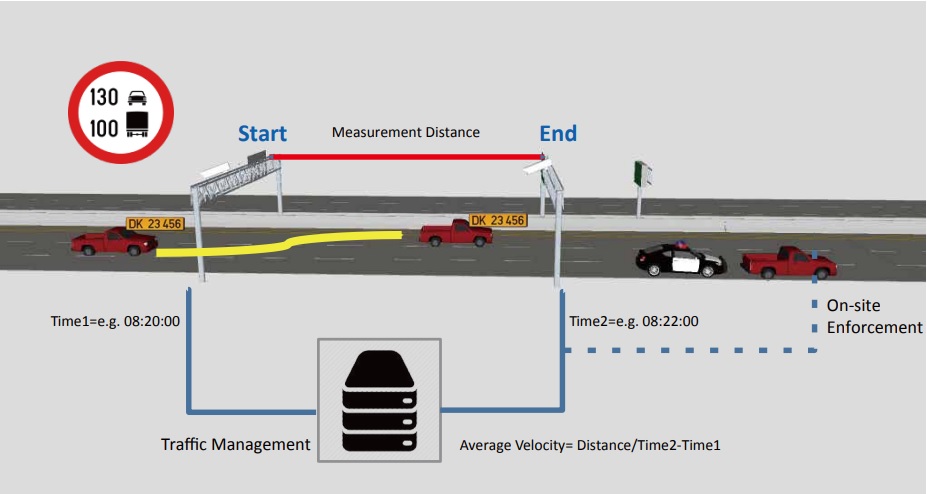 130
100
Start
Measurement Distance
End
DK 23 456
DK 23 456
Time1=e.g. 08:20:00
Time2=e.g. 08:22:00
On-site
Enforcement
Traffic Management
Average Velocity= Distance/Time2-Time1